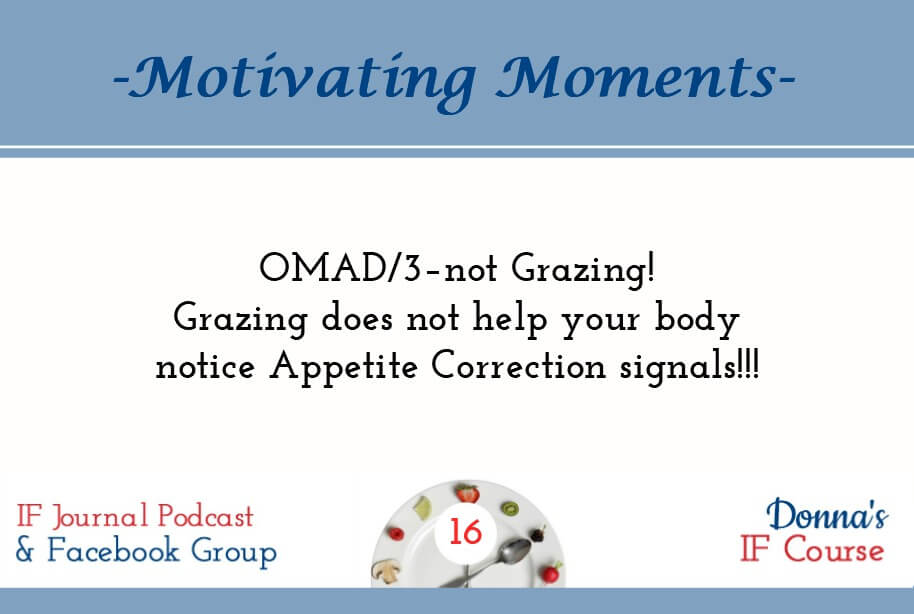 -Motivating Moments-
OMAD/3-not Grazing!
Grazing does not help your body
notice Appetite Correction signals!!!
IF Journal Podcast
& Facebook Group
16
Donna's
IF Course